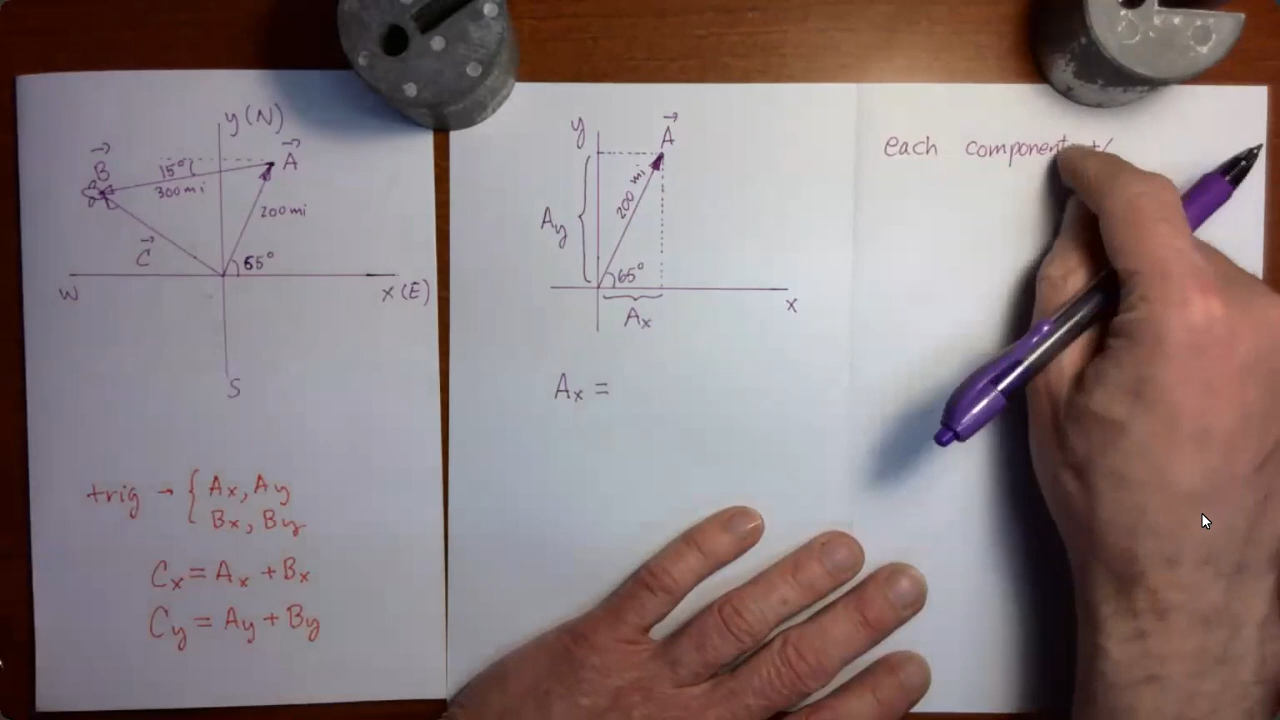 y (N)
A
B
15°
300 mi
200 mi
C
65°
W
X (E)
S
trig → { Ax, Ay
Bx, By
Cx = Ax + Bx
Cy = Ay + By
y
A
200 mi
Ay
65°
Ax
x
Ax =
each component +/